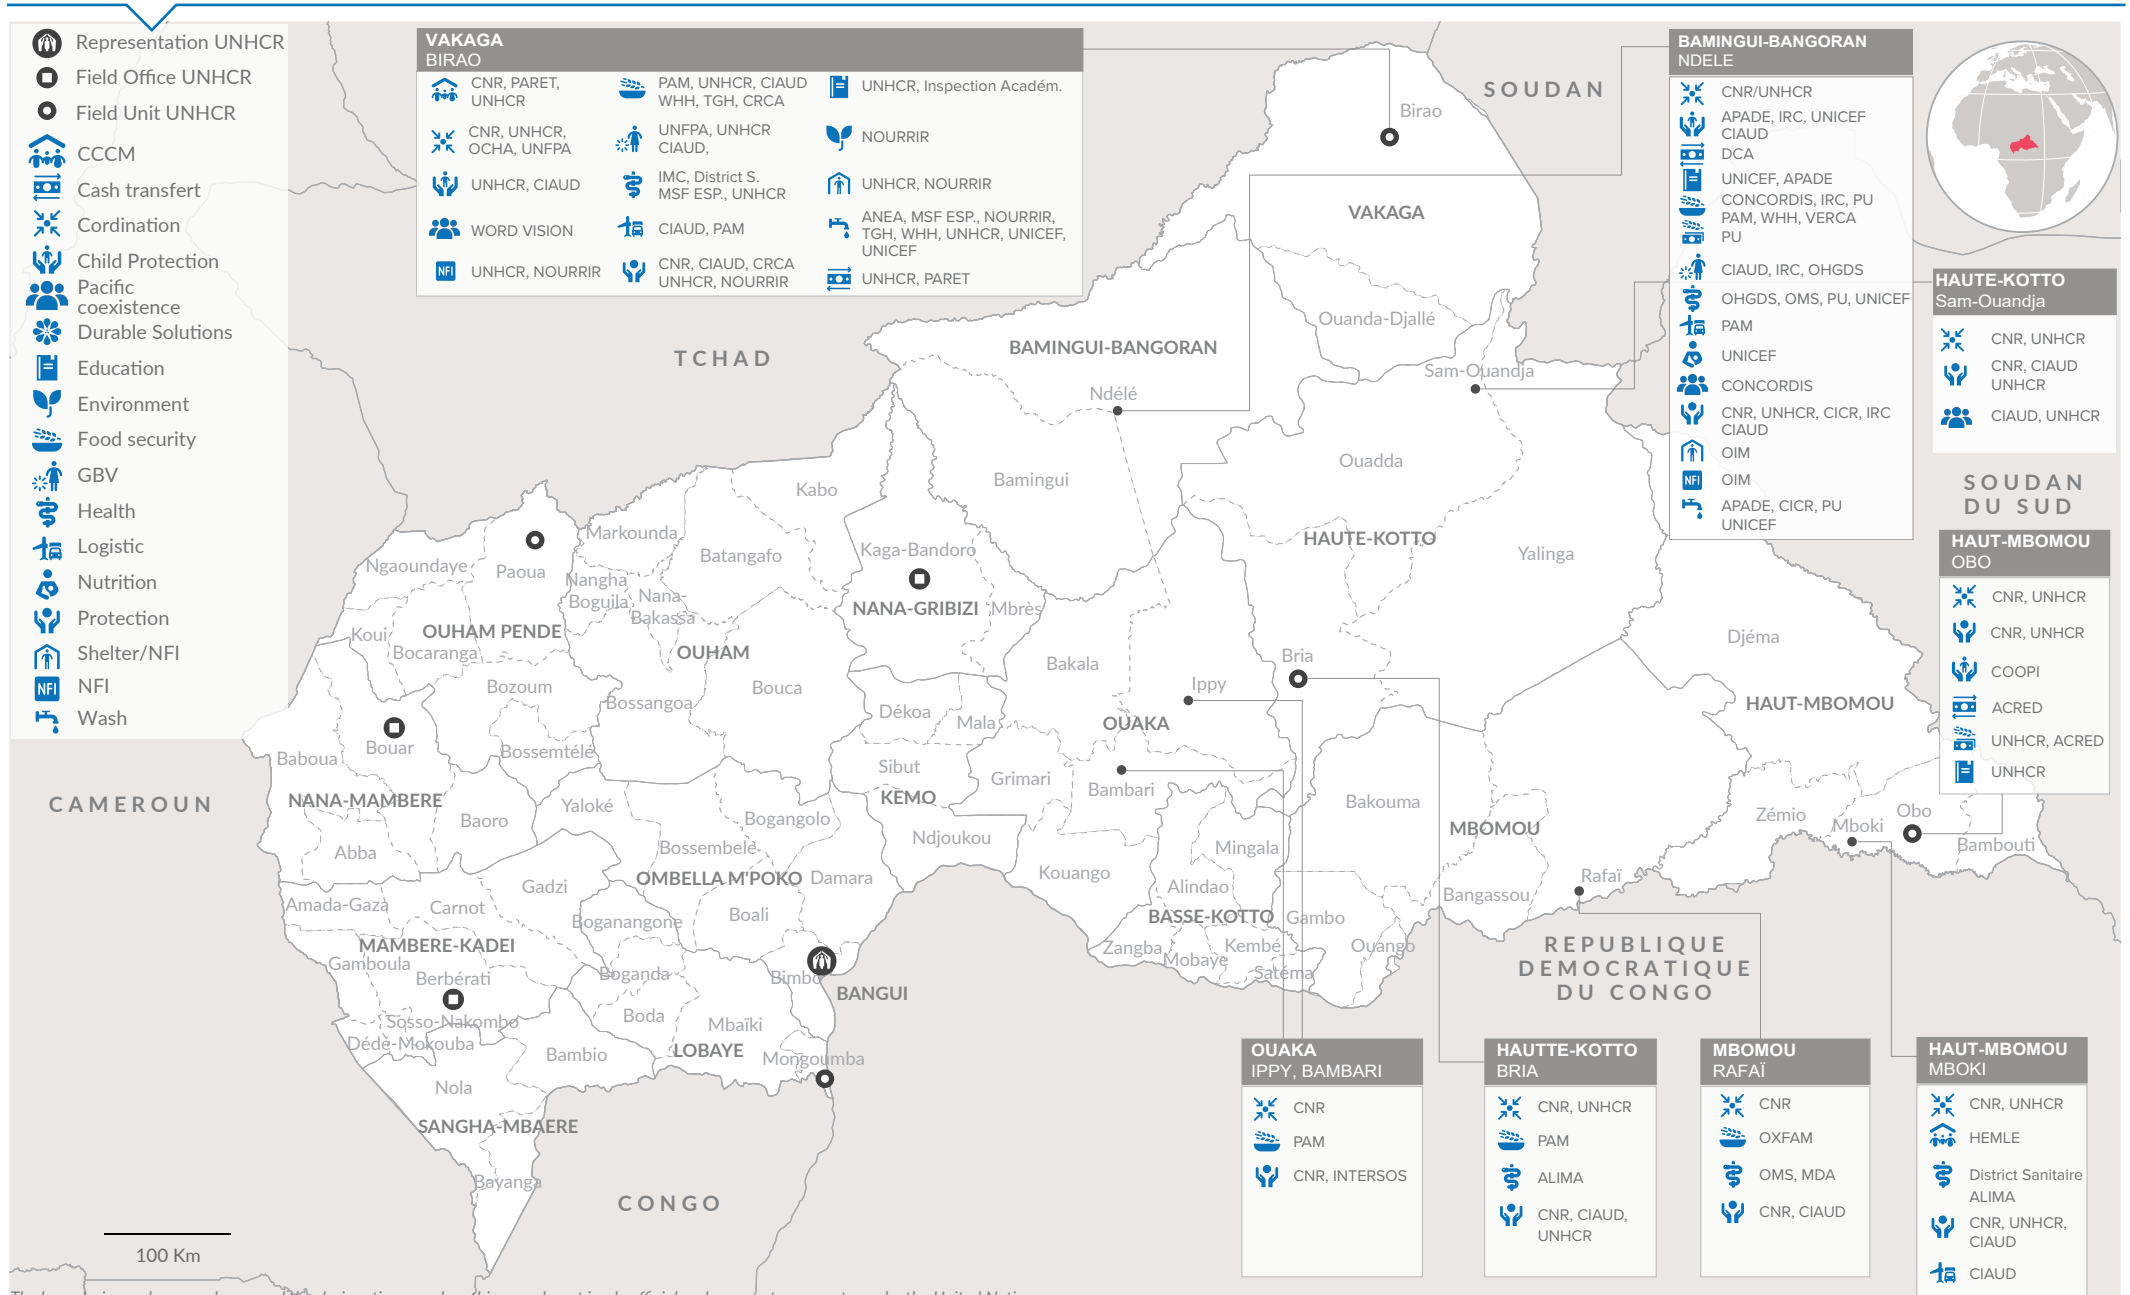 Representation UNHCR
Field Office UNHCR
Field Unit UNHCR
CCCM
Cash transfert
Cordination
Child Protection
Pacific
coexistence
Durable Solutions
Education
Environment
Food security
GBV
Health
Logistic
Nutrition
Protection
Shelter/NFI
NFI
NFI
Wash
VAKAGA
BIRAO
CNR, PARET,
UNHCR
CNR, UNHCR,
OCHA, UNFPA
UNHCR, CIAUD
WORD VISION
NFI
UNHCR, NOURRIR
PAM, UNHCR, CIAUD
WHH, TGH, CRCA
UNFPA, UNHCR
CIAUD,
IMC, District S.
MSF ESP., UNHCR
CIAUD, PAM
CNR, CIAUD, CRCA
UNHCR, NOURRIR
UNHCR, Inspection Académ.
NOURRIR
UNHCR, NOURRIR
ANEA, MSF ESP., NOURRIR,
TGH, WHH, UNHCR, UNICEF,
UNICEF
UNHCR, PARET
BAMINGUI-BANGORAN
NDELE
CNR/UNHCR
APADE, IRC, UNICEF
CIAUD
DCA
UNICEF, APADE
CONCORDIS, IRC, PU
PAM, WHH, VERCA
PU
CIAUD, IRC, OHGDS
OHGDS, OMS, PU, UNICEF
PAM
UNICEF
CONCORDIS
CNR, UNHCR, CICR, IRC
CIAUD
OIM
NFI
OIM
APADE, CICR, PU
UNICEF
HAUTE-KOTTO
Sam-Ouandja
CNR, UNHCR
CNR, CIAUD
UNHCR
CIAUD, UNHCR
HAUT-MBOMOU
OBO
CNR, UNHCR
CNR, UNHCR
COOPI
ACRED
UNHCR, ACRED
UNHCR
OUAKA
IPPY, BAMBARI
CNR
PAM
CNR, INTERSOS
HAUTTE-KOTTO
BRIA
CNR, UNHCR
PAM
ALIMA
CNR, CIAUD,
UNHCR
MBOMOU
RAFAÏ
CNR
OXFAM
OMS, MDA
CNR, CIAUD
HAUT-MBOMOU
MBOKI
CNR, UNHCR
HEMLE
District Sanitaire
ALIMA
CNR, UNHCR,
CIAUD
CIAUD
SOUDAN
Birao
VAKAGA
Ouanda-Djallé
TCHAD
BAMINGUI-BANGORAN
Sam-Ouandja
Ndélé
Ouadda
Bamingui
Kabo
SOUDAN
DU SUD
Markounda
Batangafo
Kaga-Bandoro
HAUTE-KOTTO
Yalinga
Ngaoundaye
Paoua
Nangha
Boguila
Nana-
Bakassa
NANA-GRIBIZI
Mbrès
Koui
OUHAM PENDE
Bocaranga
OUHAM
Bakala
Bria
Djéma
Bozoum
Bossangoa
Bouca
Ippy
Dékoa
Mala
OUAKA
HAUT-MBOMOU
Bouar
Baboua
Bossemtélé
Sibut
Grimari
Bambari
CAMEROUN
NANA-MAMBERE
Yaloké
KEMO
Bakouma
Baoro
Bogangolo
MBOMOU
Zémio
Mboki
Obo
Bambouti
Abba
Bossembele
Ndjoukou
Mingala
Kouango
OMBELLA M'POKO
Damara
Gadzi
Alindao
Rafaï
Bangassou
Amada-Gaza
Carnot
Boganangone
Boali
BASSE-KOTTO
Gambo
MAMBERE-KADEI
Gamboula
Zangba
Mobaye
Kembé
Satéma
Ouango
REPUBLIQUE
DEMOCRATIQUE
DU CONGO
Berbérati
Boganda
Bimbo
BANGUI
Sosso-Nakombo
Boda
Mbaïki
Dédé-Mokouba
Bambio
LOBAYE
Mongoumba
Nola
SANGHA-MBAERE
Bayanga
CONGO
100 Km